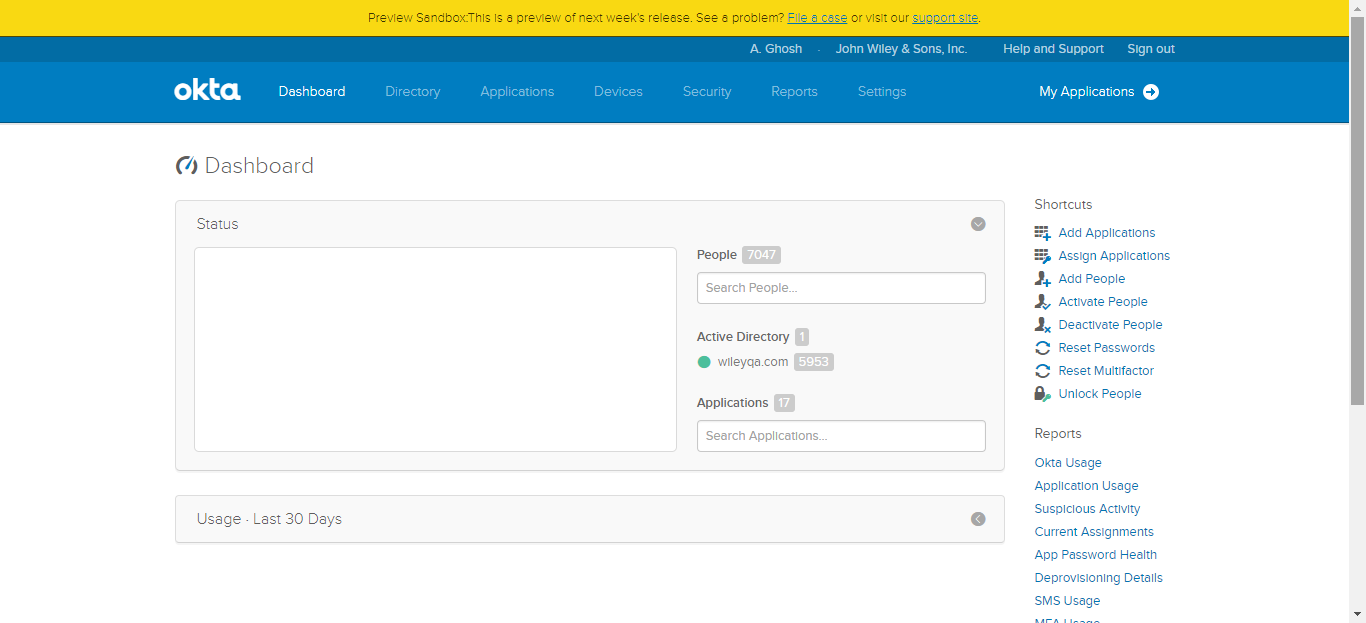 Preview Sandbox:This is a preview of next week's release. See a problem? File a case or visit our support site.
A. Ghosh · John Wiley & Sons, Inc. Help and Support Sign out
okta Dashboard Directory Applications Devices Security Reports Settings My Applications
Dashboard
Status
People 7047
Search People...
Active Directory 1
wileyqa.com 5953
Applications 17
Search Applications...
Usage · Last 30 Days
Shortcuts
Add Applications
Assign Applications
Add People
Activate People
Deactivate People
Reset Passwords
Reset Multifactor
Unlock People
Reports
Okta Usage
Application Usage
Suspicious Activity
Current Assignments
App Password Health
Deprovisioning Details
SMS Usage
MFA Usage